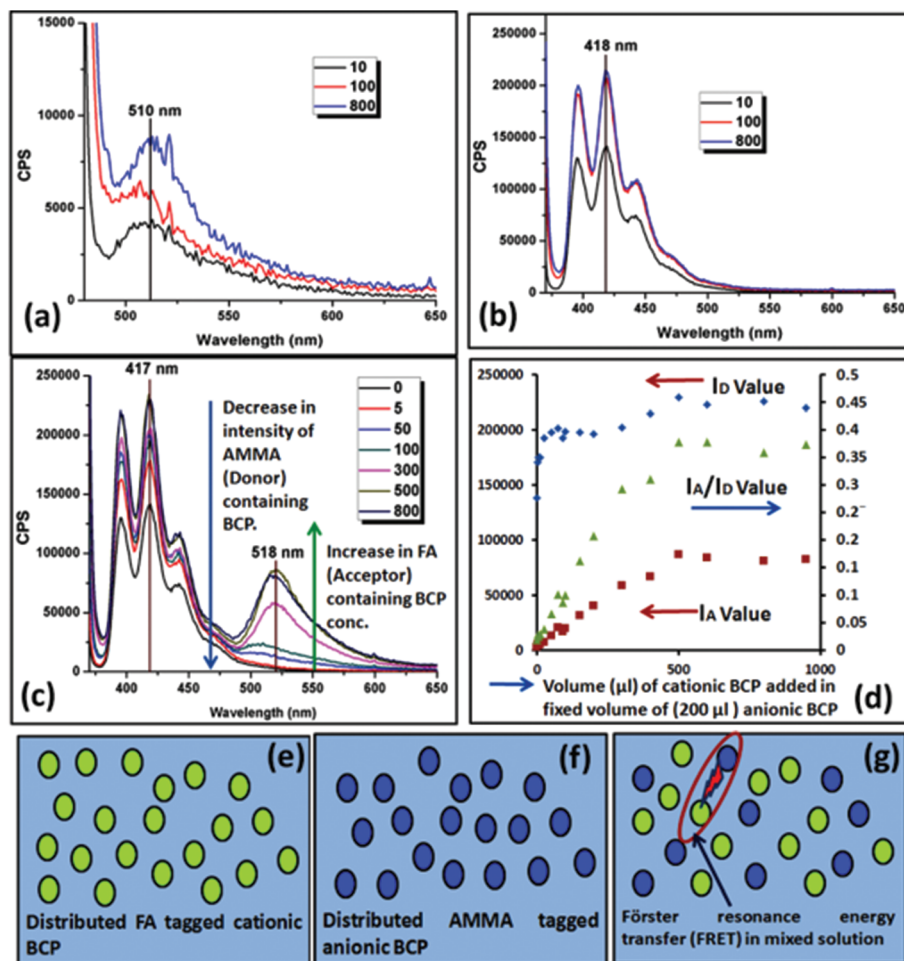 15000
10000
5000
0
CPS
510 nm
10
100
800
500
550
600
650
Wavelength (nm)
(a)
250000
200000
150000
100000
50000
0
CPS
418 nm
10
100
800
400
450
500
550
600
650
Wavelength (nm)
(b)
417 nm
250000
200000
150000
100000
50000
0
CPS
Decrease in
intensity of
AMMA
(Donor)
containing
BCP.
0
5
50
100
300
500
800
518 nm
Increase in FA
(Acceptor)
containing BCP
conc.
400
450
500
550
600
650
Wavelength (nm)
(c)
250000
200000
150000
100000
50000
0
ID Value
IA/ID Value
IA Value
0.5
0.45
0.4
0.35
0.3
0.2
0.2
0.1
0.1
0.05
0
0
500
1000
Volume (µl) of cationic BCP added in
fixed volume of (200 µl ) anionic BCP
(d)
(e)
Distributed FA tagged cationic
BCP
(f)
Distributed AMMA tagged
anionic BCP
(g)
Förster resonance energy
transfer (FRET) in mixed solution